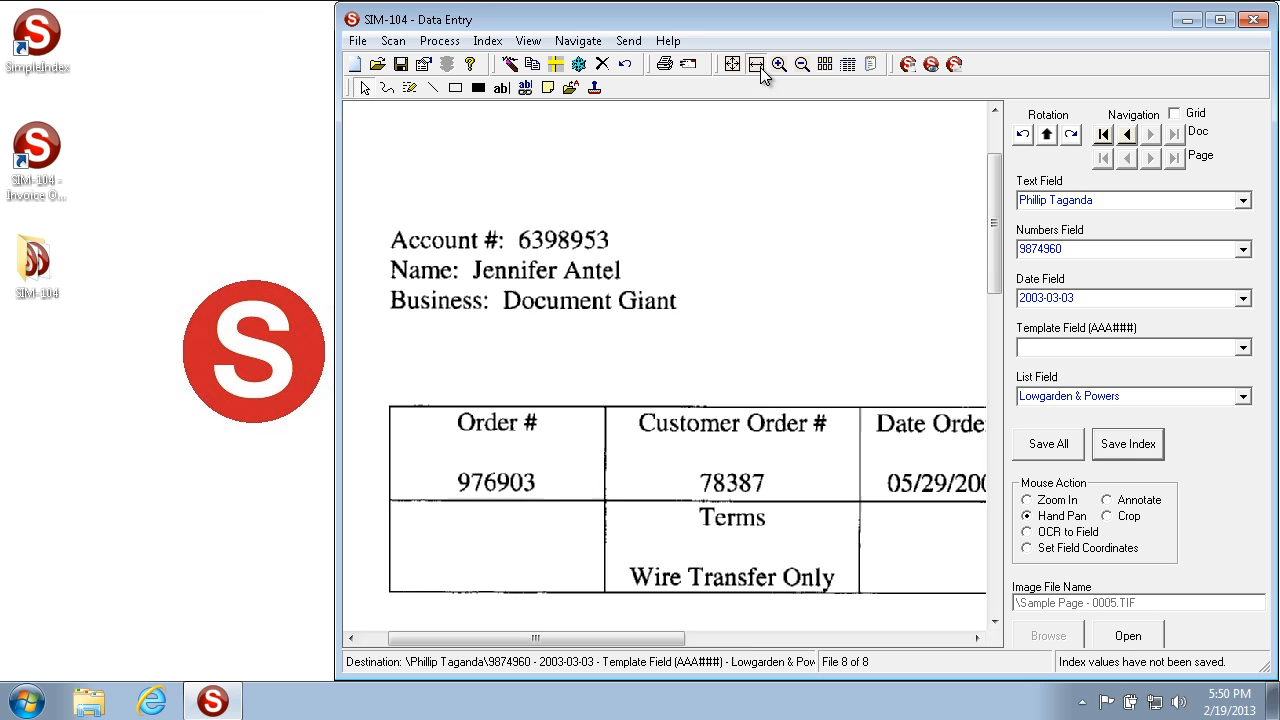 SimpleIndex
SIM-104 -
Invoice O...
SIM-104
S
SIM-104 - Data Entry
File Scan Process Index View Navigate Send Help
Account #: 6398953
Name: Jennifer Antel
Business: Document Giant
Order # Customer Order # Date Orde
976903 78387 05/29/200
Terms
Wire Transfer Only
Rotation Navigation Grid
Doc
Page
Text Field
Phillip Taganda
Numbers Field
9874960
Date Field
2003-03-03
Template Field (AAA###)
List Field
Lowgarden & Powers
Save All Save Index
Mouse Action
Zoom In Annotate
Hand Pan Crop
OCR to Field
Set Field Coordinates
Image File Name
\Sample Page - 0005.TIF
Browse Open
Destination: \Phillip Taganda\9874960 - 2003-03-03 - Template Field (AAA###) - Lowgarden & Pow
File 8 of 8
Index values have not been saved.
5:50 PM
2/19/2013